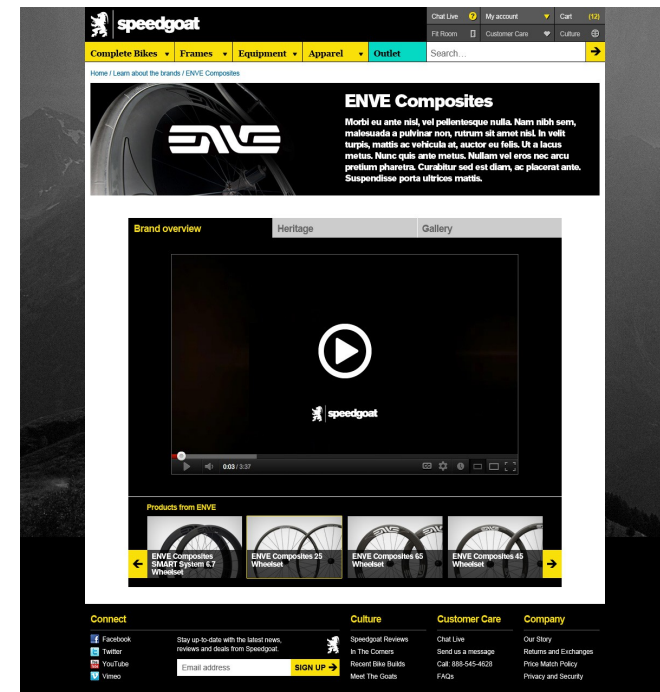 speedgoat
Chat Live ? My account Cart (12)
Fit Room Customer Care Culture
Complete Bikes Frames Equipment Apparel Outlet Search...
Home / Learn about the brands / ENVE Composites
ENVE
ENVE Composites
Morbi eu ante nisl, vel pellentesque nulla. Nam nibh sem,
malesuada a pulvinar non, rutrum sit amet nisl. In velit
turpis, mattis ac vehicula at, auctor eu felis. Ut a lacus
metus. Nunc quis ante metus. Nullam vel eros nec arcu
pretium pharetra. Curabitur sed est diam, ac placerat ante.
Suspendisse porta ultrices mattis.
Brand overview Heritage Gallery
speedgoat
0:03 / 3:37
Products from ENVE
ENVE Composites
SMART System 6.7
Wheelset
ENVE Composites 25
Wheelset
ENVE Composites 65
Wheelset
ENVE Composites 45
Wheelset
Connect
Facebook
Twitter
YouTube
Vimeo
Stay up-to-date with the latest news,
reviews and deals from Speedgoat.
Email address SIGN UP
Culture
Speedgoat Reviews
In The Corners
Recent Bike Builds
Meet The Goats
Customer Care
Chat Live
Send us a message
Call: 888-545-4628
FAQs
Company
Our Story
Returns and Exchanges
Price Match Policy
Privacy and Security